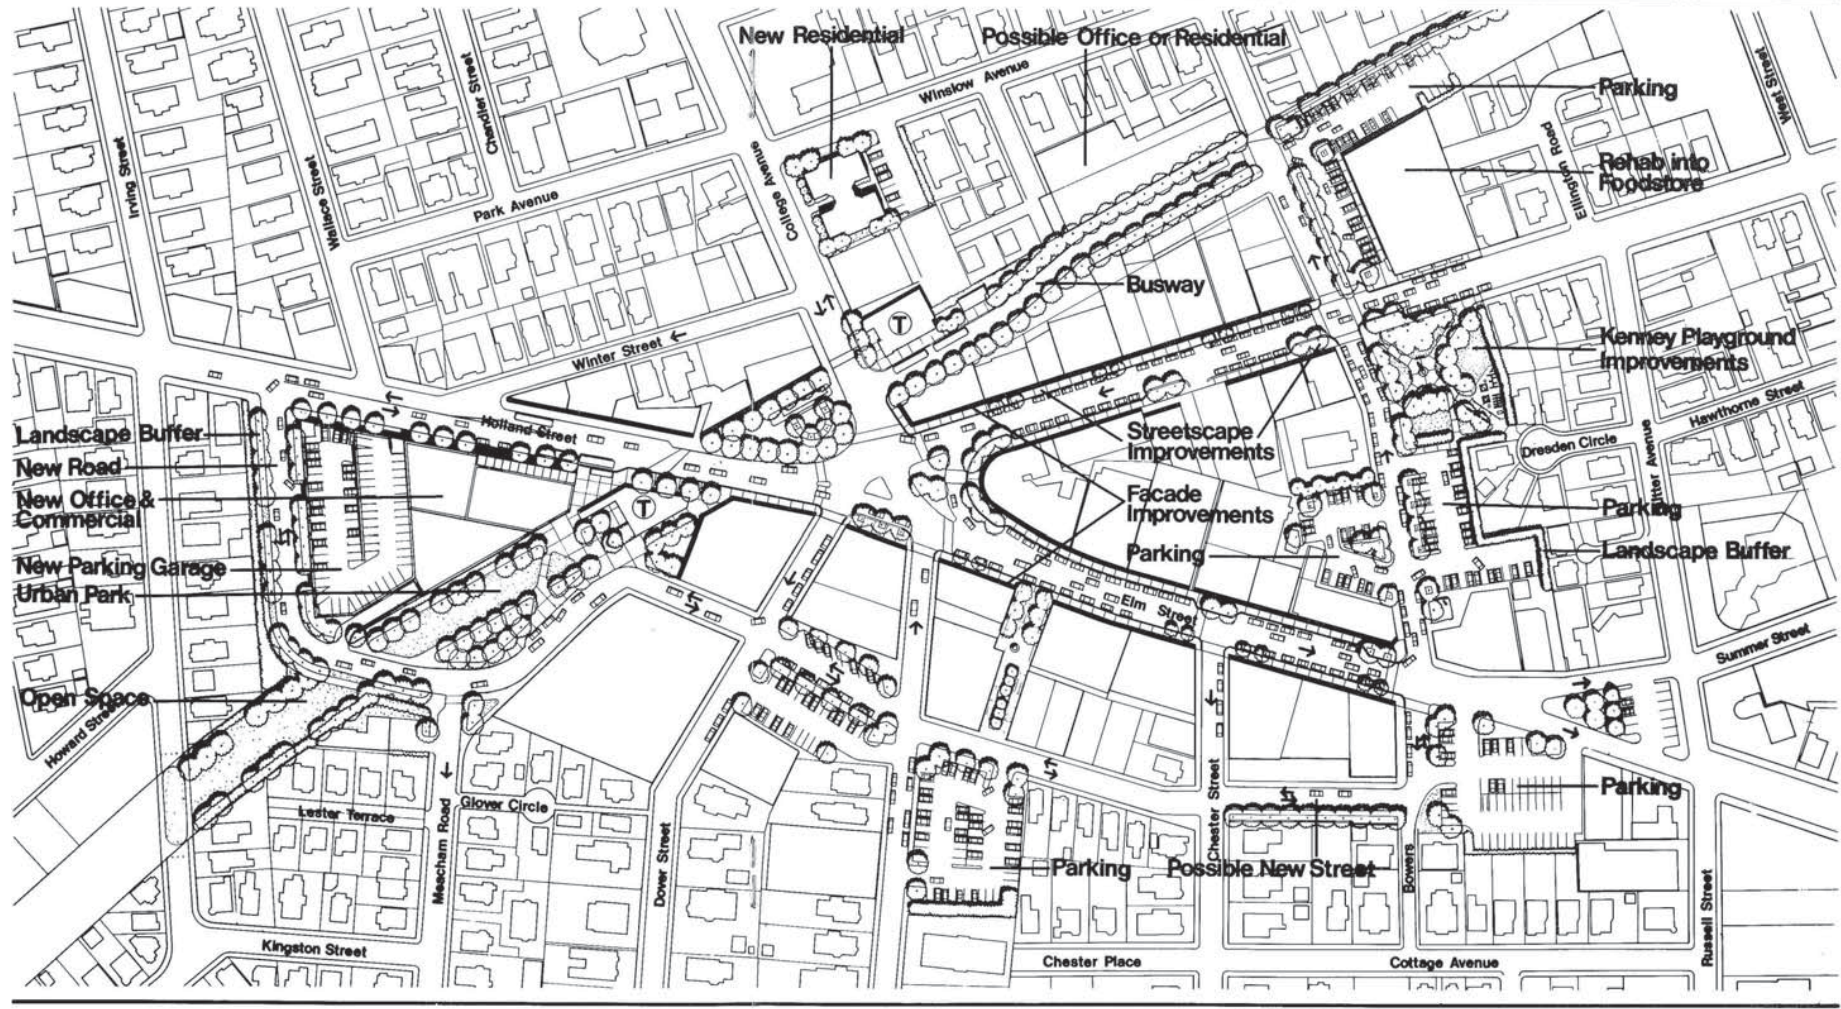 New Residential
Possible Office or Residential
Winslow Avenue
Parking
West Street
Chandler Street
Irving Street
Wallace Street
College Avenue
Park Avenue
Ellington Road
Rehab into
Foodstore
Busway
T
Winter Street
Kenney Playground
Improvements
Hawthorne Street
Holland Street
Landscape Buffer
New Road
New Office &
Commercial
New Parking Garage
Urban Park
Open Space
Howard Street
T
Streetscape
Improvements
Facade
Improvements
Parking
Elm Street
Dresden Circle
Avenue
Parking
Landscape Buffer
Summer Street
Parking
Lester Terrace
Glover Circle
Meacham Road
Dover Street
Chester Street
Parking
Possible New Street
Bowers
Russell Street
Kingston Street
Chester Place
Cottage Avenue